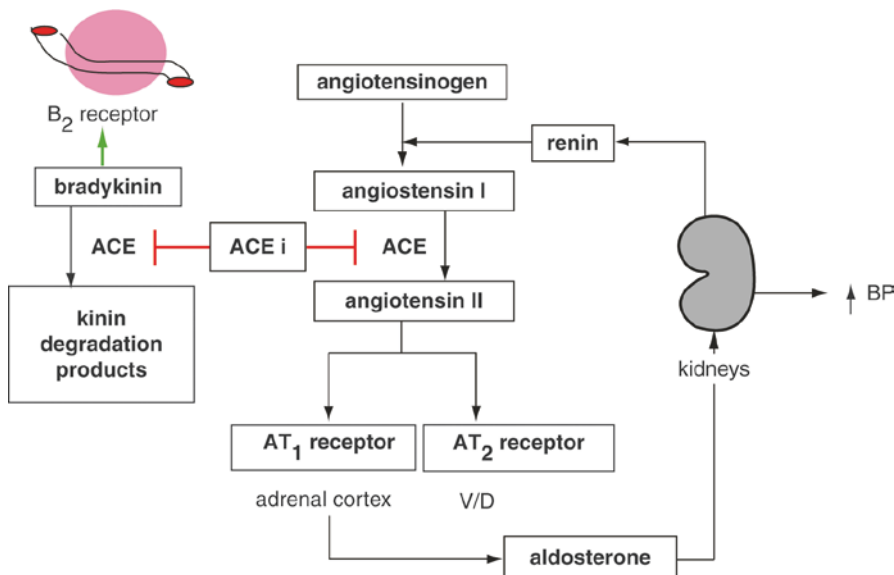 B2 receptor
bradykinin
ACE
kinin
degradation
products
ACE i
angiotensinogen
renin
angiostensin I
ACE
angiotensin II
AT1 receptor
AT2 receptor
adrenal cortex
V/D
aldosterone
kidneys
BP